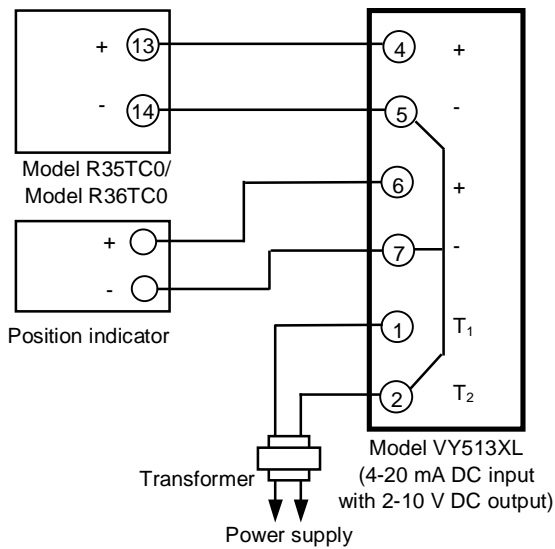 + 13 4 +
- 14 5 -
Model R35TC0/
Model R36TC0
6 +
+
7 -
-
Position indicator
1 T1
2 T2
Model VY513XL
(4-20 mA DC input
with 2-10 V DC output)
Transformer
Power supply